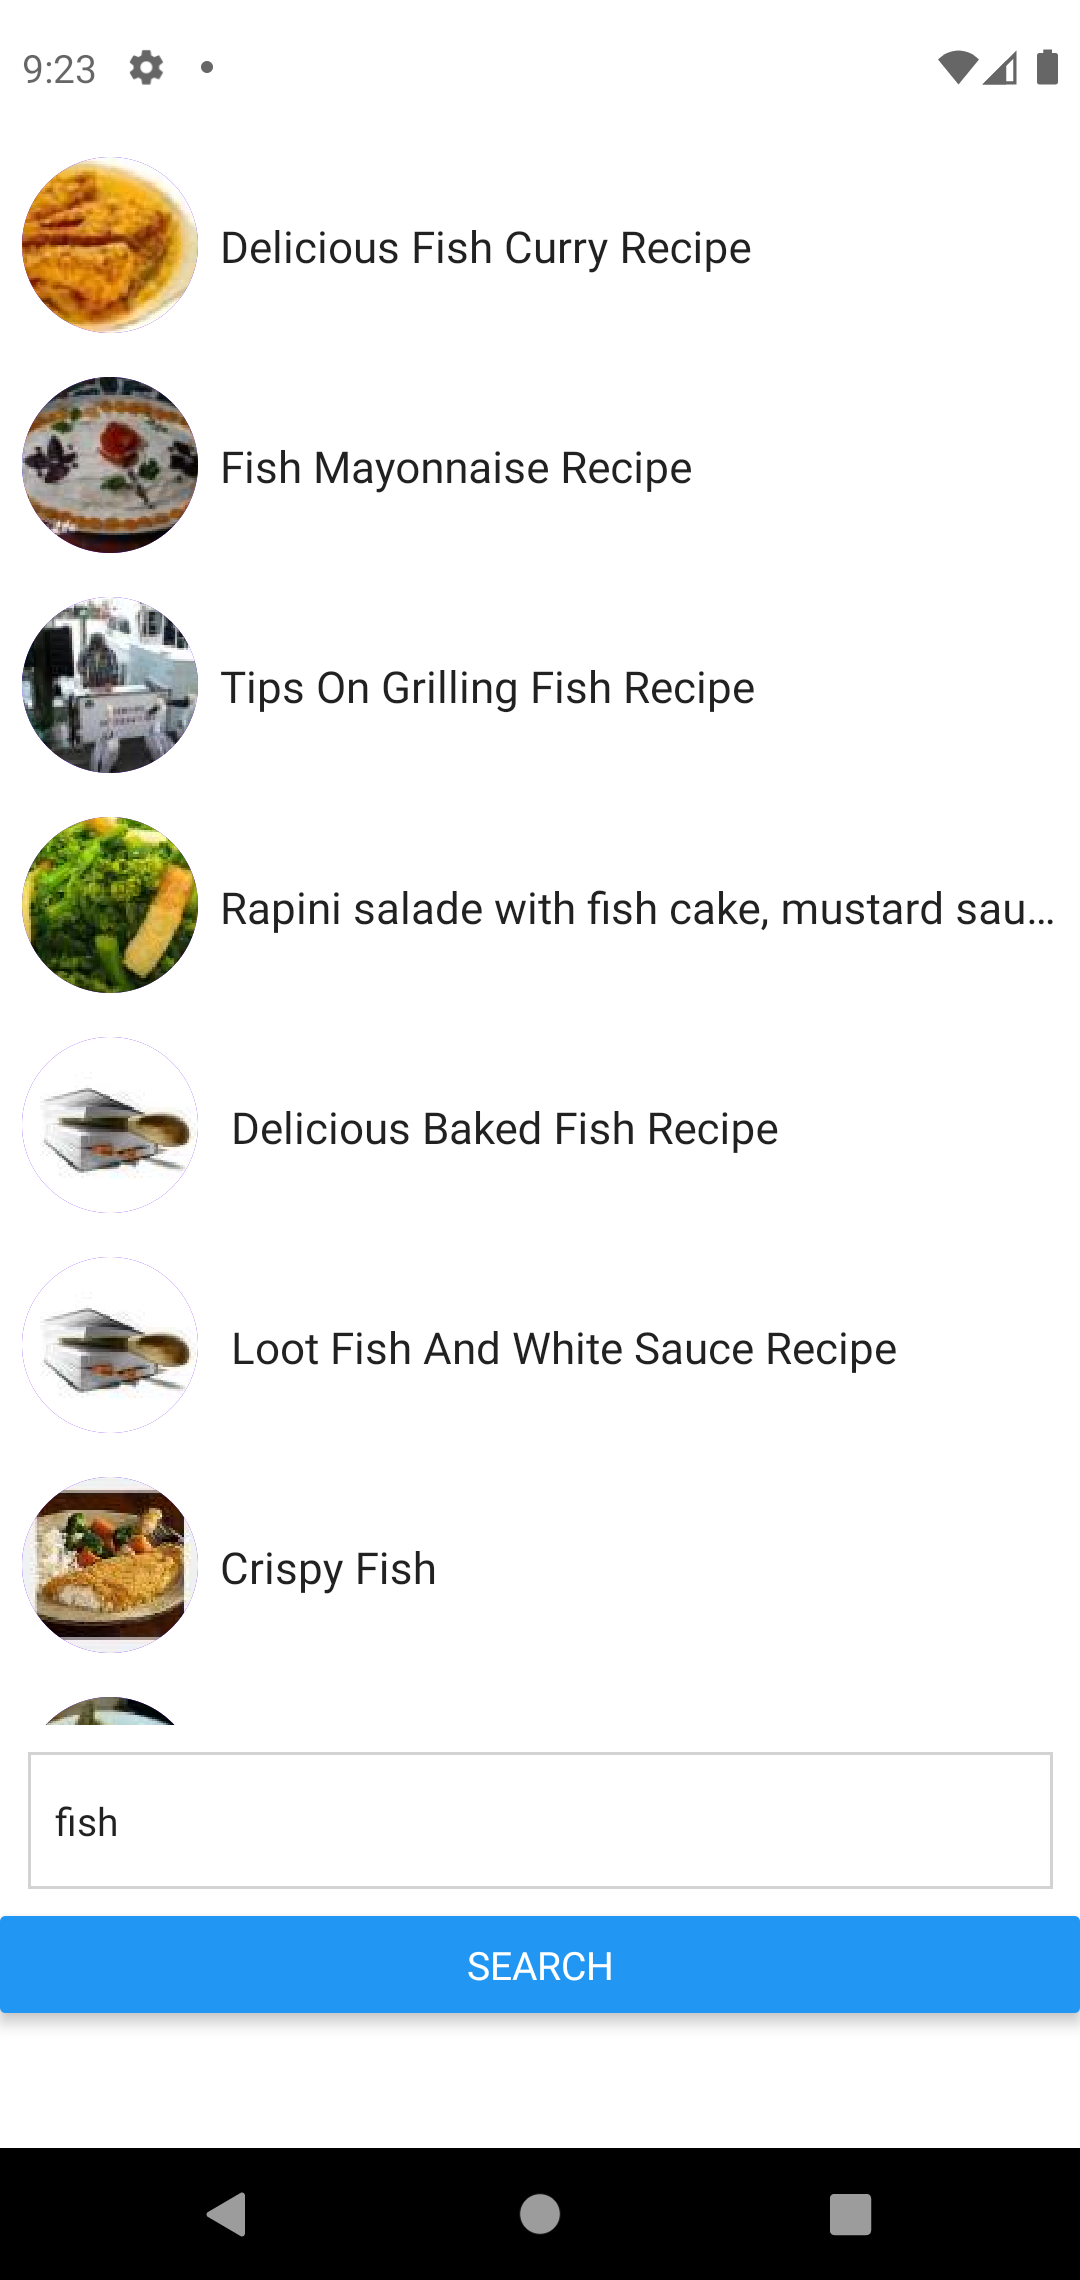 9:23
Delicious Fish Curry Recipe
Fish Mayonnaise Recipe
Tips On Grilling Fish Recipe
Rapini salade with fish cake, mustard sau...
Delicious Baked Fish Recipe
Loot Fish And White Sauce Recipe
Crispy Fish
fish
SEARCH